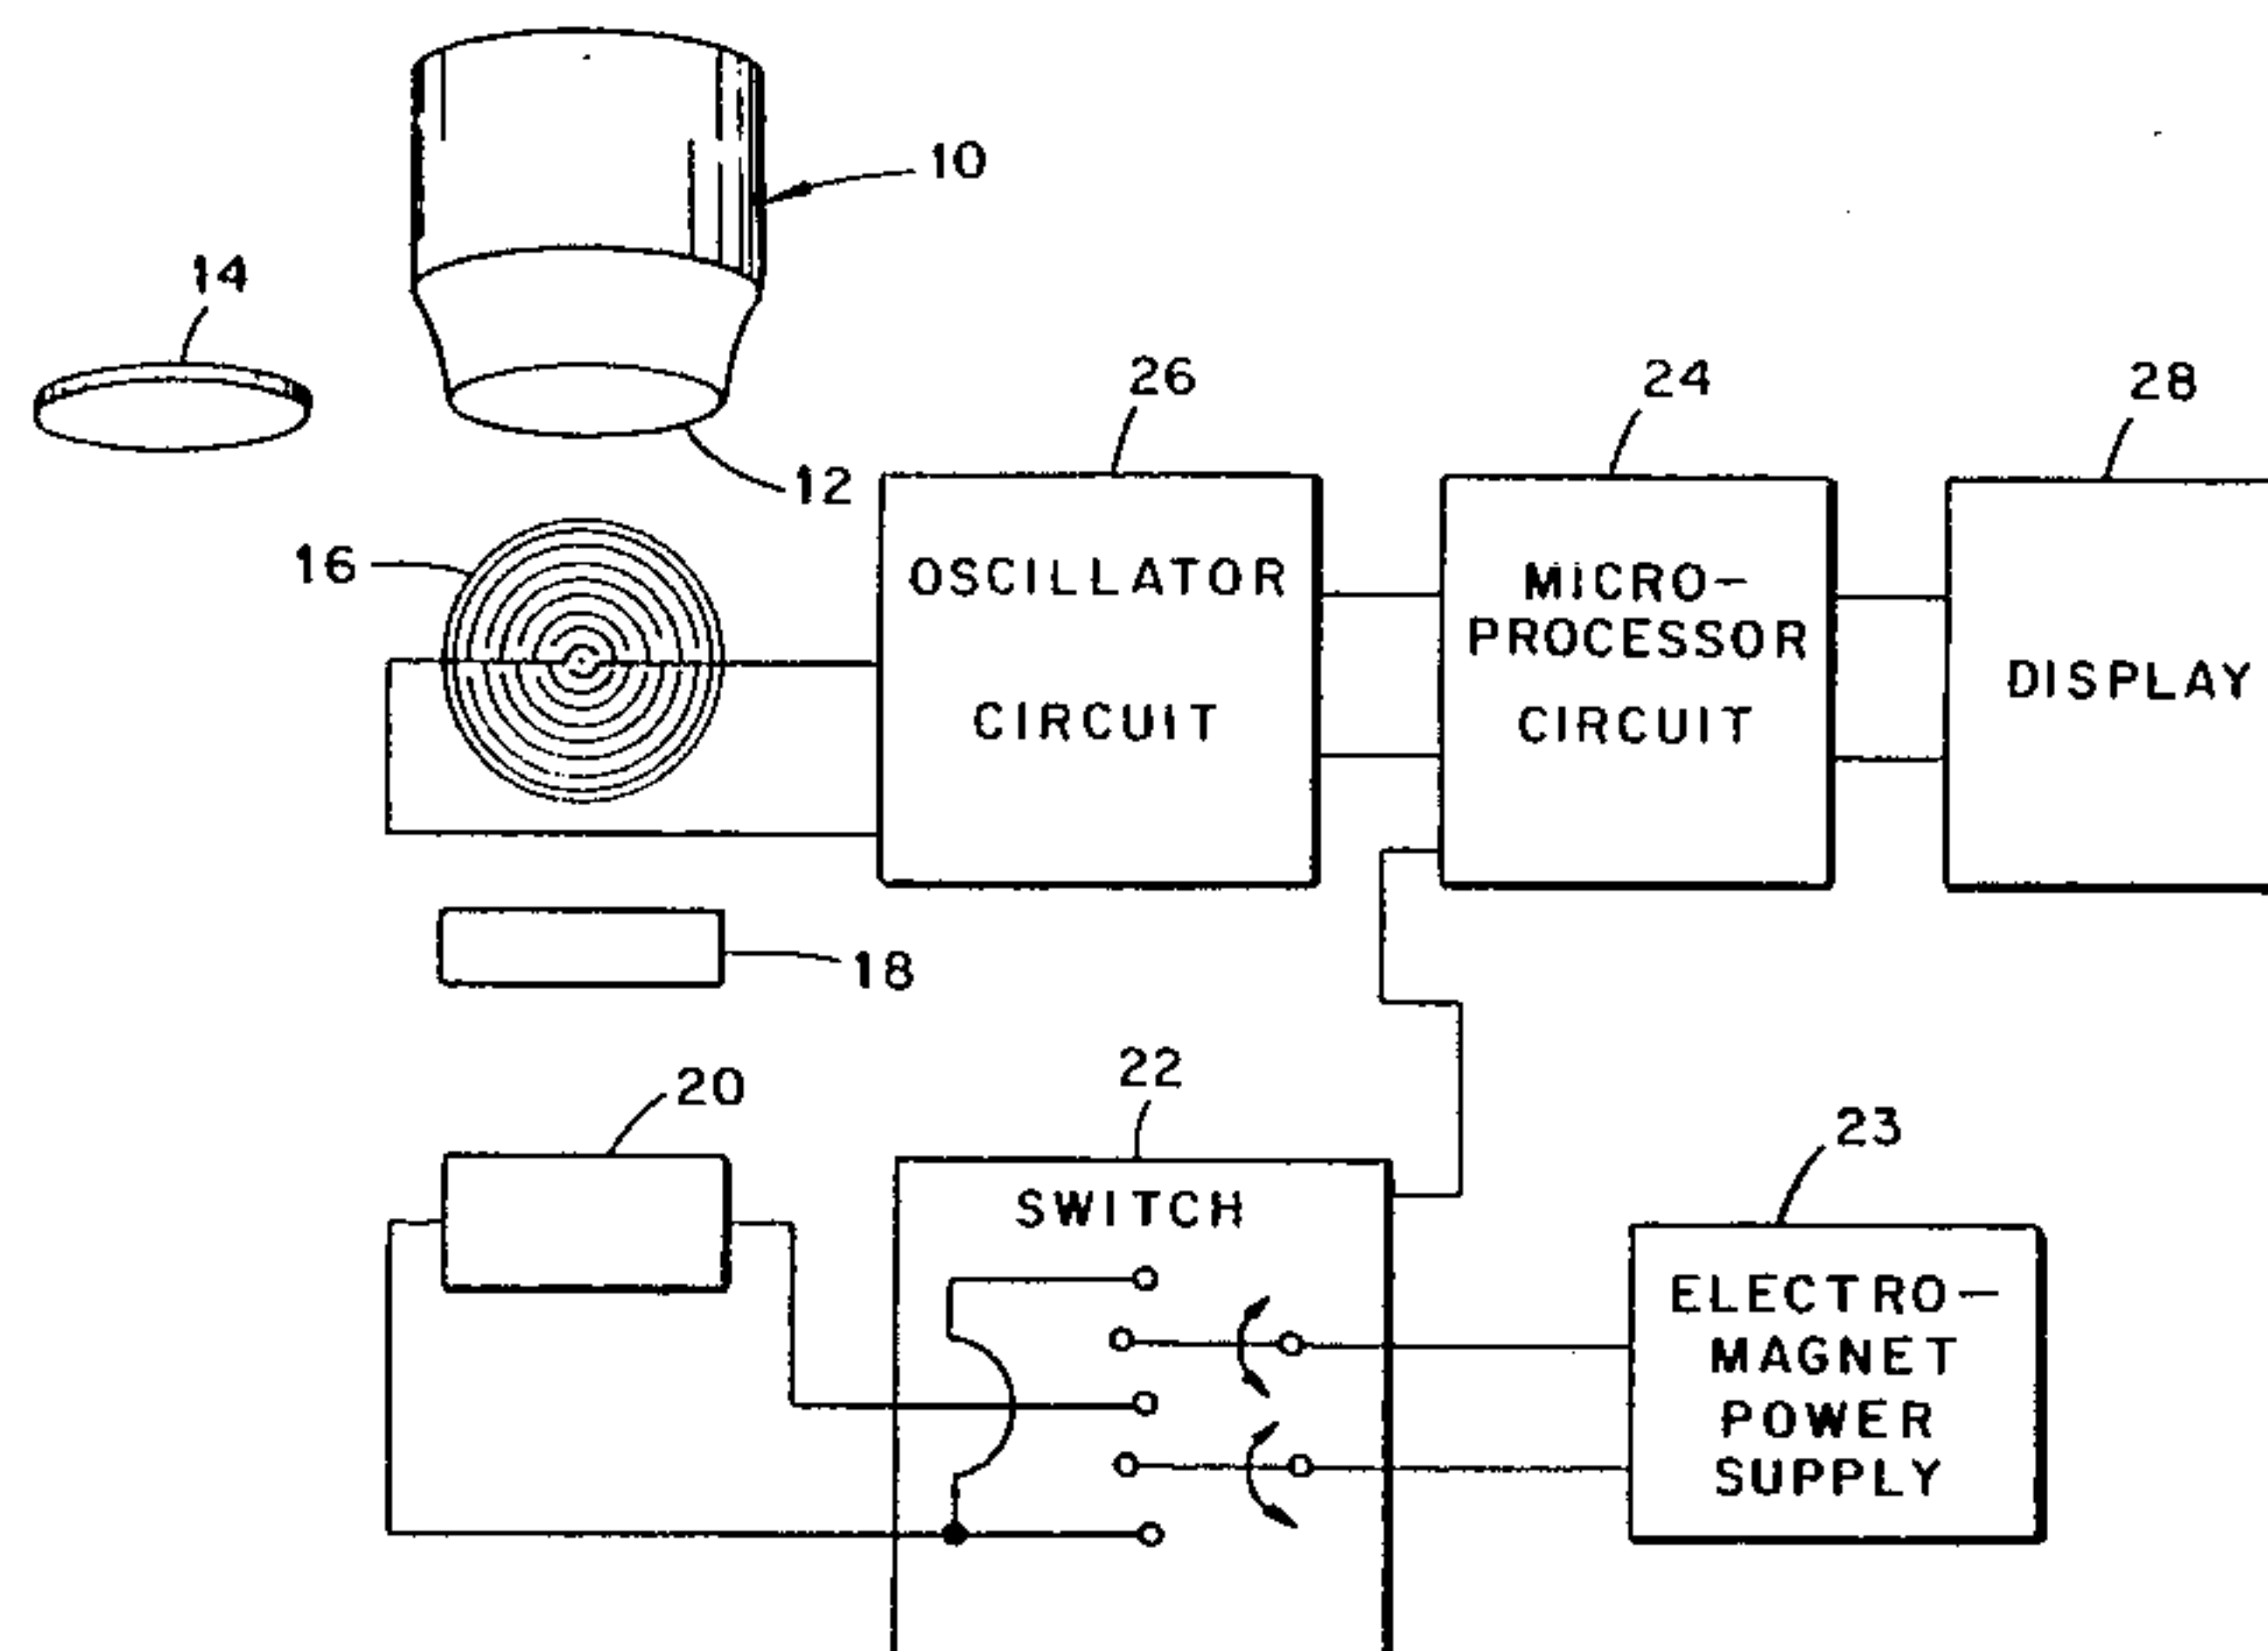 10
14
26
24
28
12
16
OSCILLATOR
CIRCUIT
MICRO-
PROCESSOR
CIRCUIT
DISPLAY
18
20
22
23
SWITCH
ELECTRO-
MAGNET
POWER
SUPPLY